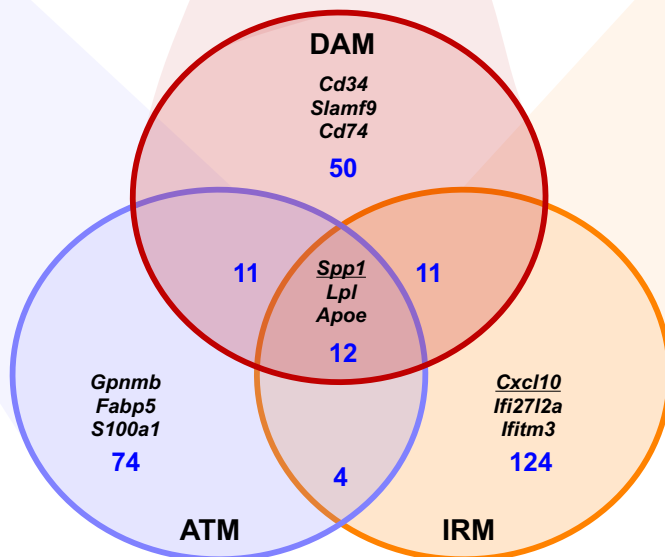 DAM
Cd34
Slamf9
Cd74
50
11
Spp1
Lpl
Apoe
12
11
Gpnmb
Fabp5
S100a1
74
4
Cxcl10
Ifi27l2a
Ifitm3
124
ATM
IRM